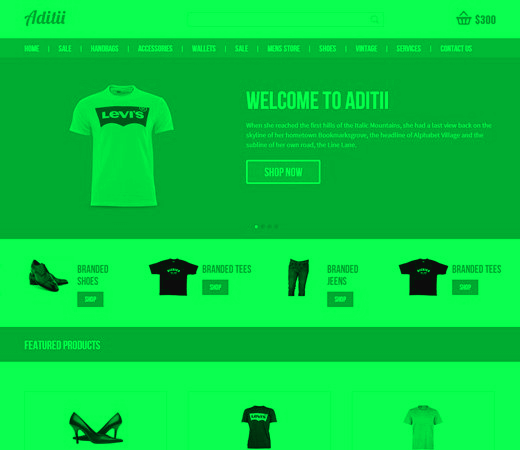 Aditii
$300
HOME | SALE | HANDBAGS | ACCESSORIES | WALLETS | SALE | MENS STORE | SHOES | VINTAGE | SERVICES | CONTACT US
LEVI'S
WELCOME TO ADITII
When she reached the first hills of the Italic Mountains, she had a last view back on the
skyline of her hometown Bookmarksgrove, the headline of Alphabet Village and the
subline of her own road, the Line Lane.
SHOP NOW
BRANDED
SHOES
SHOP
BRANDED TEES
SHOP
BRANDED
JEENS
SHOP
BRANDED TEES
SHOP
FEATURED PRODUCTS
LEVI'S